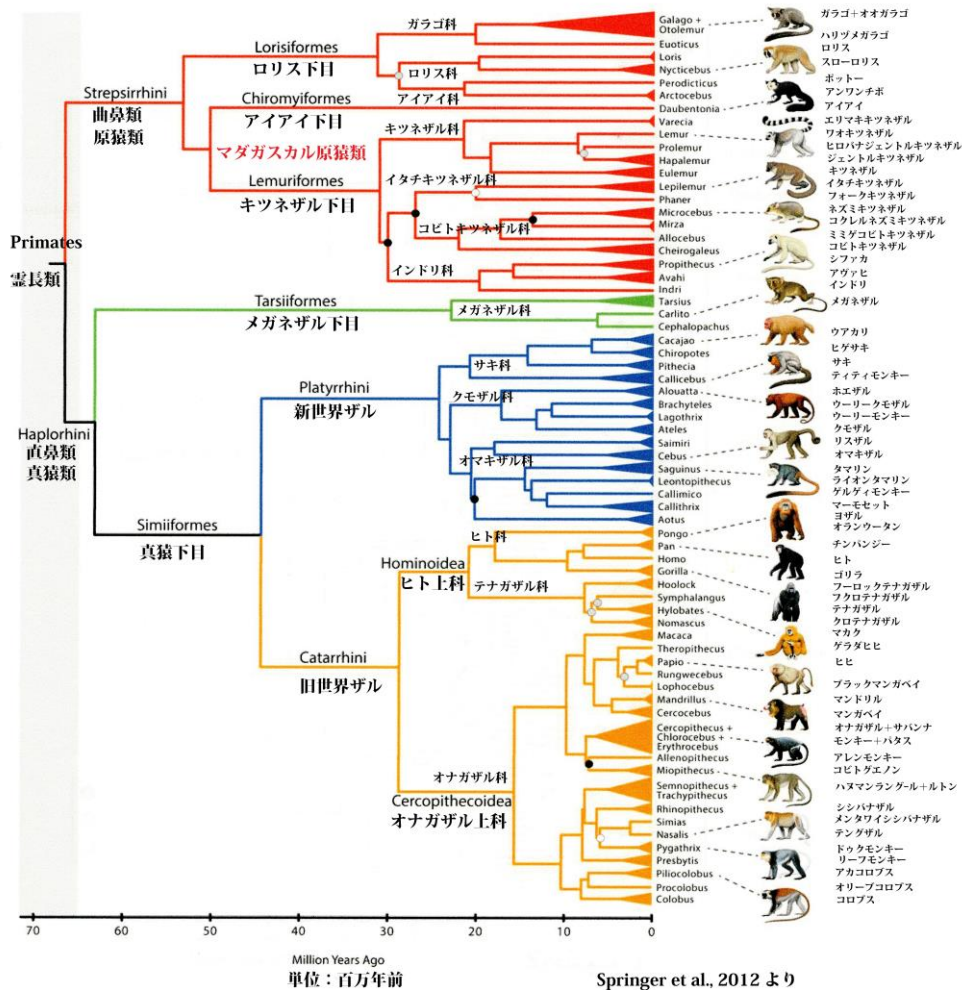 Primates
霊長類
Strepsirrhini
曲鼻類
原猿類
Haplorhini
直鼻類
真猿類
Lorisiformes
ロリス下目
Chiromyiformes
アイアイ下目
マダガスカル原猿類
Lemuriformes
キツネザル下目
Tarsiiformes
メガネザル下目
Platyrrhini
新世界ザル
Simiiformes
真猿下目
Catarrhini
旧世界ザル
Hominoidea
ヒト上科
Cercopithecoidea
オナガザル上科
ガラゴ科
ロリス科
アイアイ科
キツネザル科
イタチキツネザル科
コビトキツネザル科
インドリ科
メガネザル科
サキ科
クモザル科
オマキザル科
ヒト科
テナガザル科
オナガザル科
Galago +
Otolemur
Euoticus
Loris
Nycticebus
Perodicticus
Arctocebus
Daubentonia
Varecia
Lemur
Prolemur
Hapalemur
Eulemur
Lepilemur
Phaner
Microcebus
Mirza
Allocebus
Cheirogaleus
Propithecus
Avahi
Indri
Tarsius
Carlito
Cephalopachus
Cacajao
Chiropotes
Pithecia
Callicebus
Alouatta
Brachyteles
Lagothrix
Ateles
Saimiri
Cebus
Saguinus
Leontopithecus
Callimico
Callithrix
Aotus
Pongo
Pan
Homo
Gorilla
Hoolock
Symphalangus
Hylobates
Nomascus
Macaca
Theropithecus
Papio
Rungwecebus
Lophocebus
Mandrillus
Cercocebus
Cercopithecus +
Chlorocebus +
Erythrocebus
Allenopithecus
Miopithecus
Semnopithecus +
Trachypithecus
Rhinopithecus
Simias
Nasalis
Pygathrix
Presbytis
Piliocolobus
Procolobus
Colobus
ガラゴ+オオガラゴ
ハリヅメガラゴ
ロリス
スローロリス
ポットー
アンワンチボ
アイアイ
エリマキキツネザル
ワオキツネザル
ヒロバナジェントルキツネザル
ジェントルキツネザル
キツネザル
イタチキツネザル
フォークキツネザル
ネズミキツネザル
コクレルネズミキツネザル
ミミゲコビトキツネザル
コビトキツネザル
シファカ
アヴァヒ
インドリ
メガネザル
ウアカリ
ヒゲサキ
サキ
ティティモンキー
ホエザル
ウーリークモザル
ウーリーモンキー
クモザル
リスザル
オマキザル
タマリン
ライオンタマリン
ゲルディモンキー
マーモセット
ヨザル
オランウータン
チンパンジー
ヒト
ゴリラ
フーロックテナガザル
フクロテナガザル
テナガザル
クロテナガザル
マカク
ゲラダヒヒ
ヒヒ
ブラックマンガベイ
マンドリル
マンガベイ
オナガザル+サバンナ
モンキー+パタス
アレンモンキー
コビトグエノン
ハヌマンラング-ル+ルトン
シシバナザル
メンタワイシシバナザル
テングザル
ドゥクモンキー
リーフモンキー
アカコロブス
オリーブコロブス
コロブス
70 60 50 40 30 20 10 0
Million Years Ago
単位：百万年前
Springer et al., 2012 より